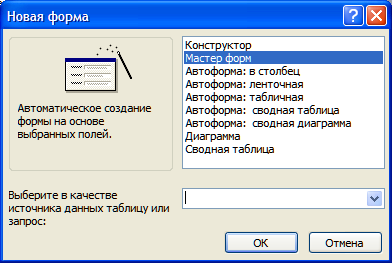 Новая форма
Конструктор
Мастер форм
Автоформа: в столбец
Автоформа: ленточная
Автоформа: табличная
Автоформа: сводная таблица
Автоформа: сводная диаграмма
Диаграмма
Сводная таблица
Автоматическое создание
формы на основе
выбранных полей.
Выберите в качестве
источника данных таблицу или
запрос:
ОК
Отмена